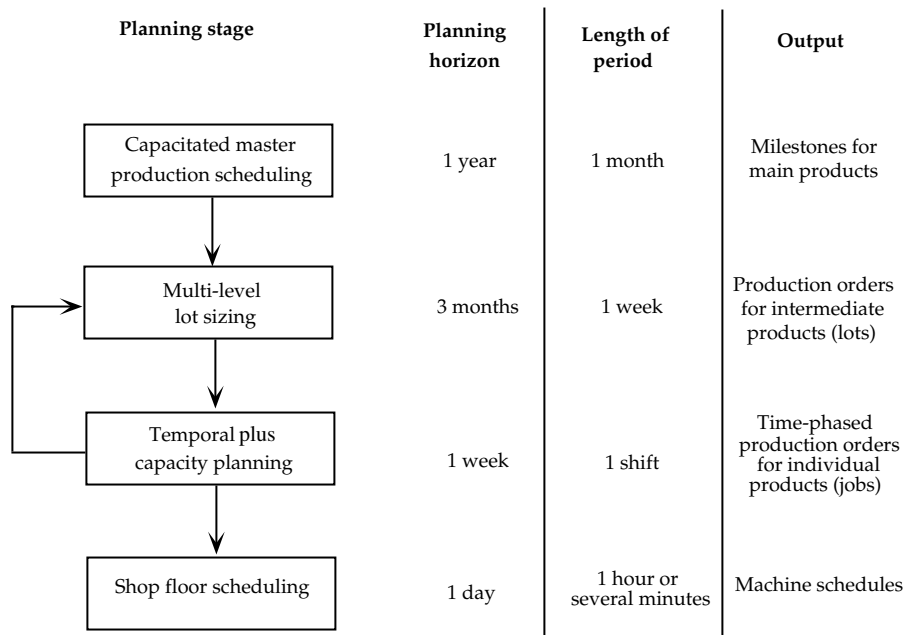 Planning stage
Planning
horizon
Length of
period
Output
Capacitated master
production scheduling
1 year
1 month
Milestones for
main products
Multi-level
lot sizing
3 months
1 week
Production orders
for intermediate
products (lots)
Temporal plus
capacity planning
1 week
1 shift
Time-phased
production orders
for individual
products (jobs)
Shop floor scheduling
1 day
1 hour or
several minutes
Machine schedules